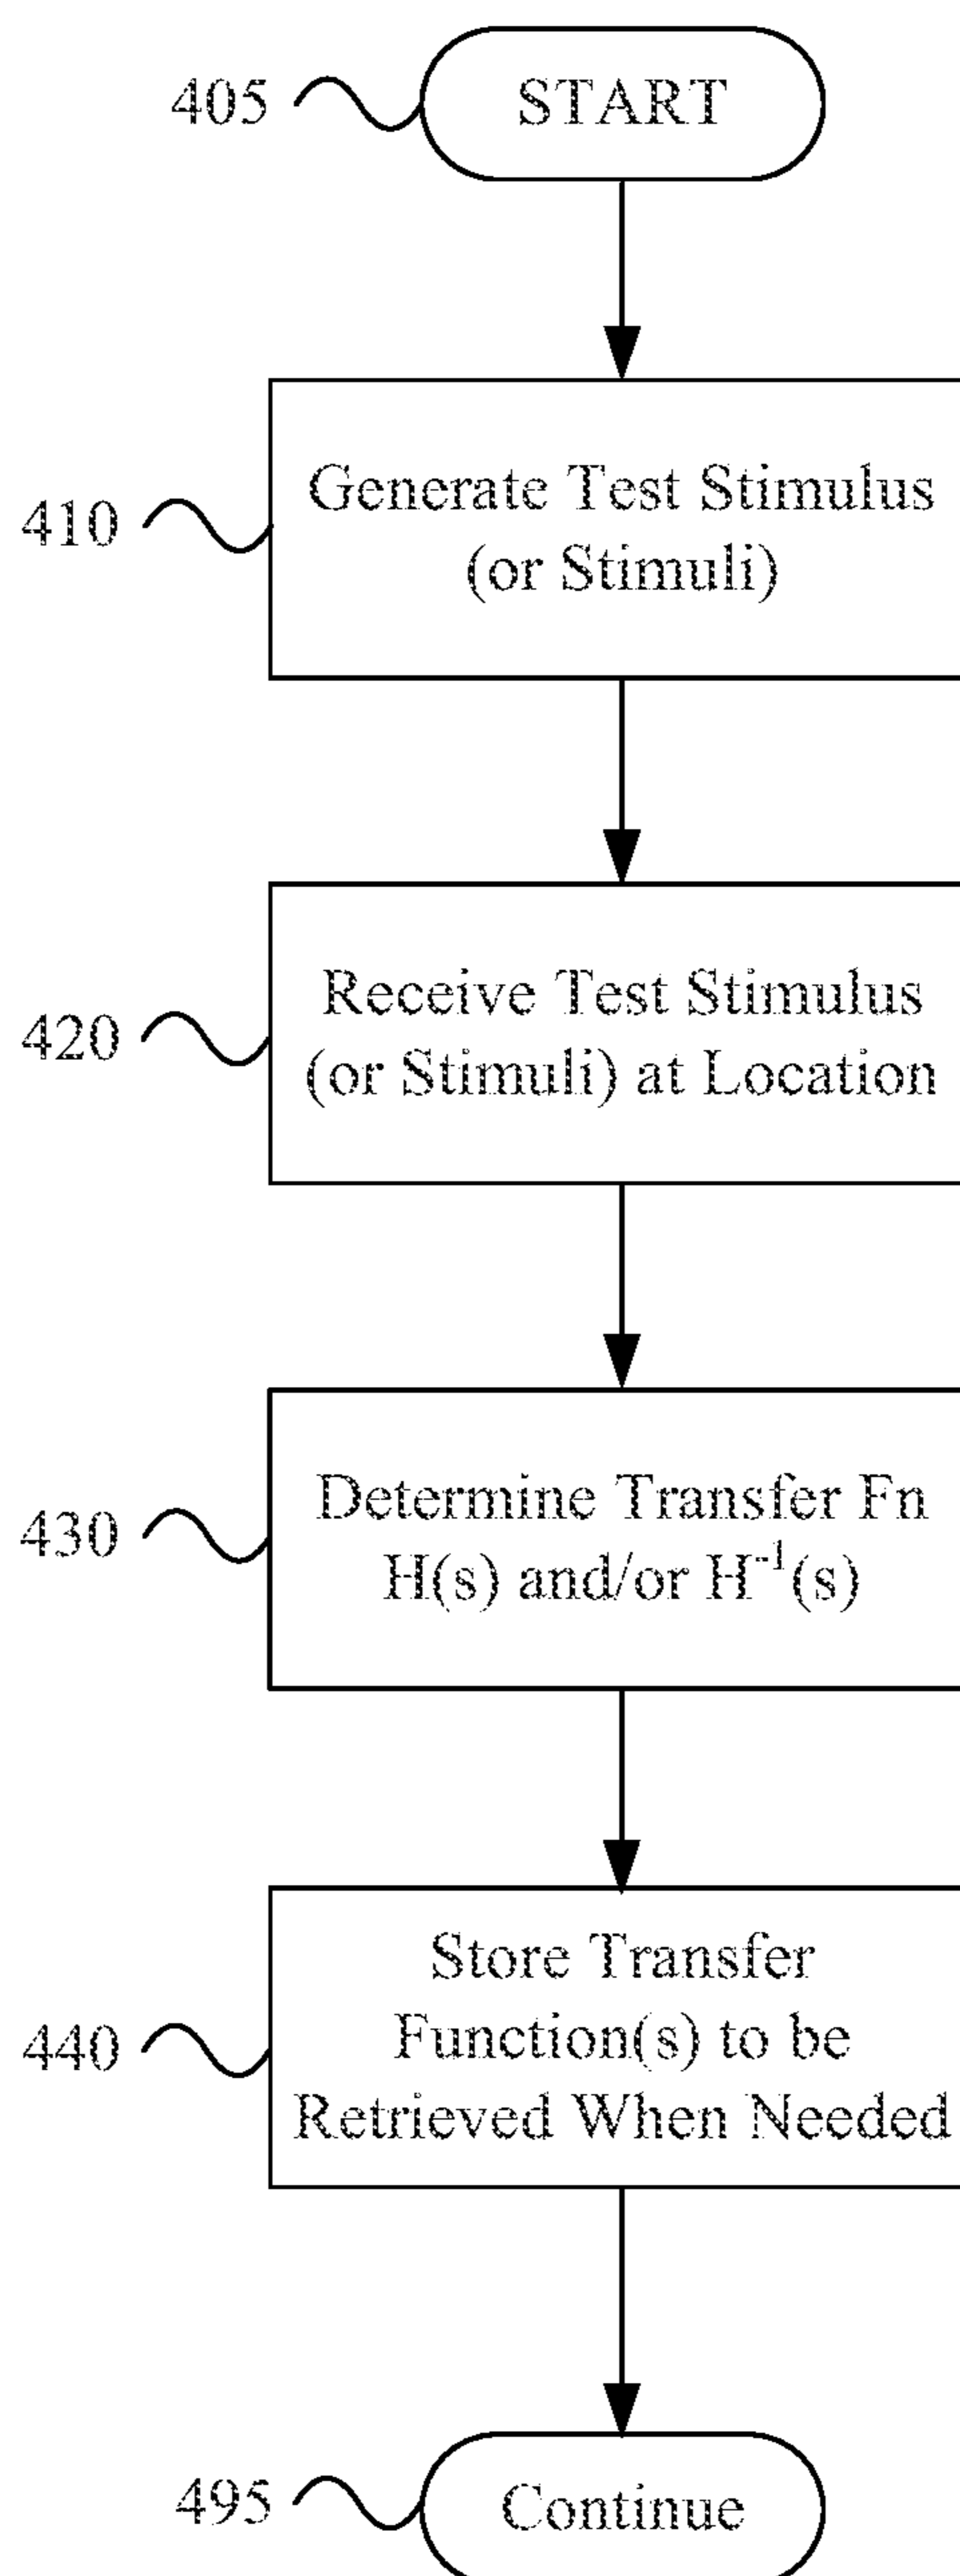 405
START
410
Generate Test Stimulus
(or Stimuli)
420
Receive Test Stimulus
(or Stimuli) at Location
430
Determine Transfer Fn
H(s) and/or H⁻¹(s)
440
Store Transfer
Function(s) to be
Retrieved When Needed
495
Continue